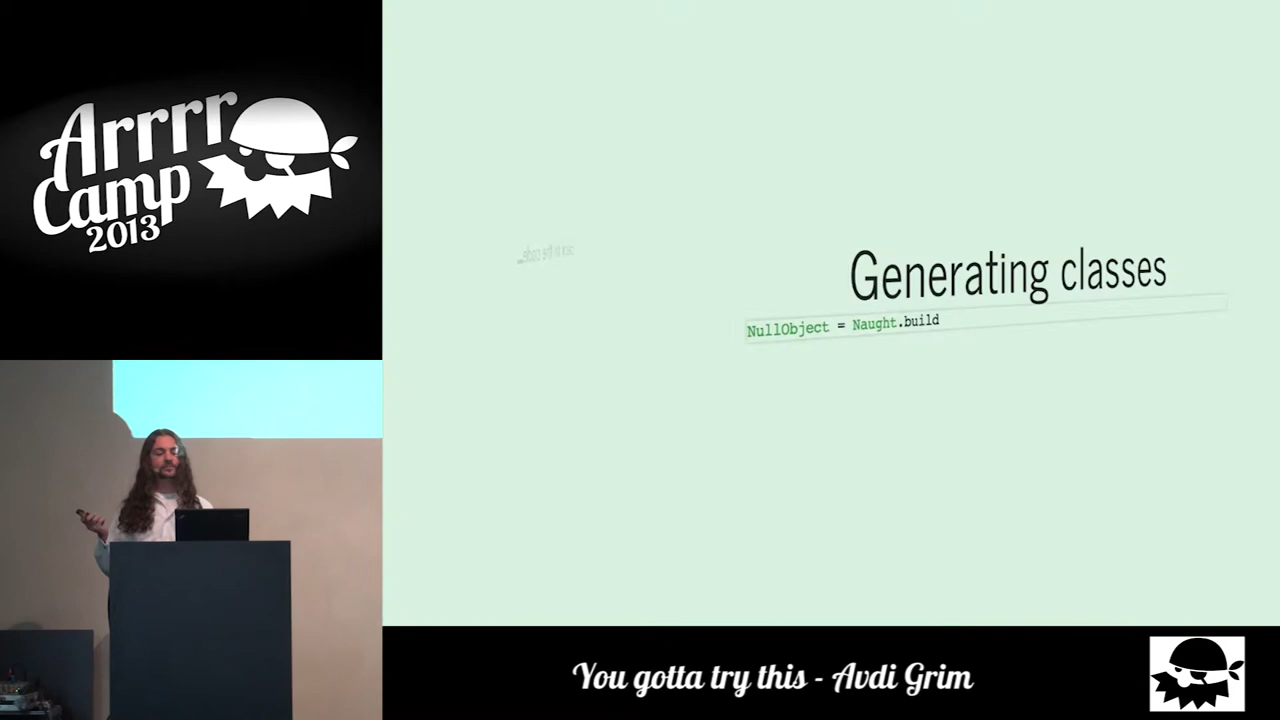 Arrrr
Camp
2013
Generating classes
NullObject = Naught.build
You gotta try this - Avdi Grim